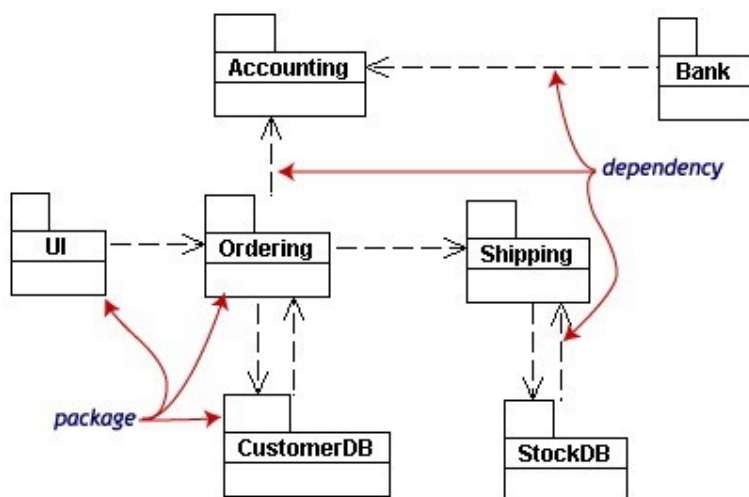 Accounting
Bank
dependency
UI
Ordering
Shipping
package
CustomerDB
StockDB